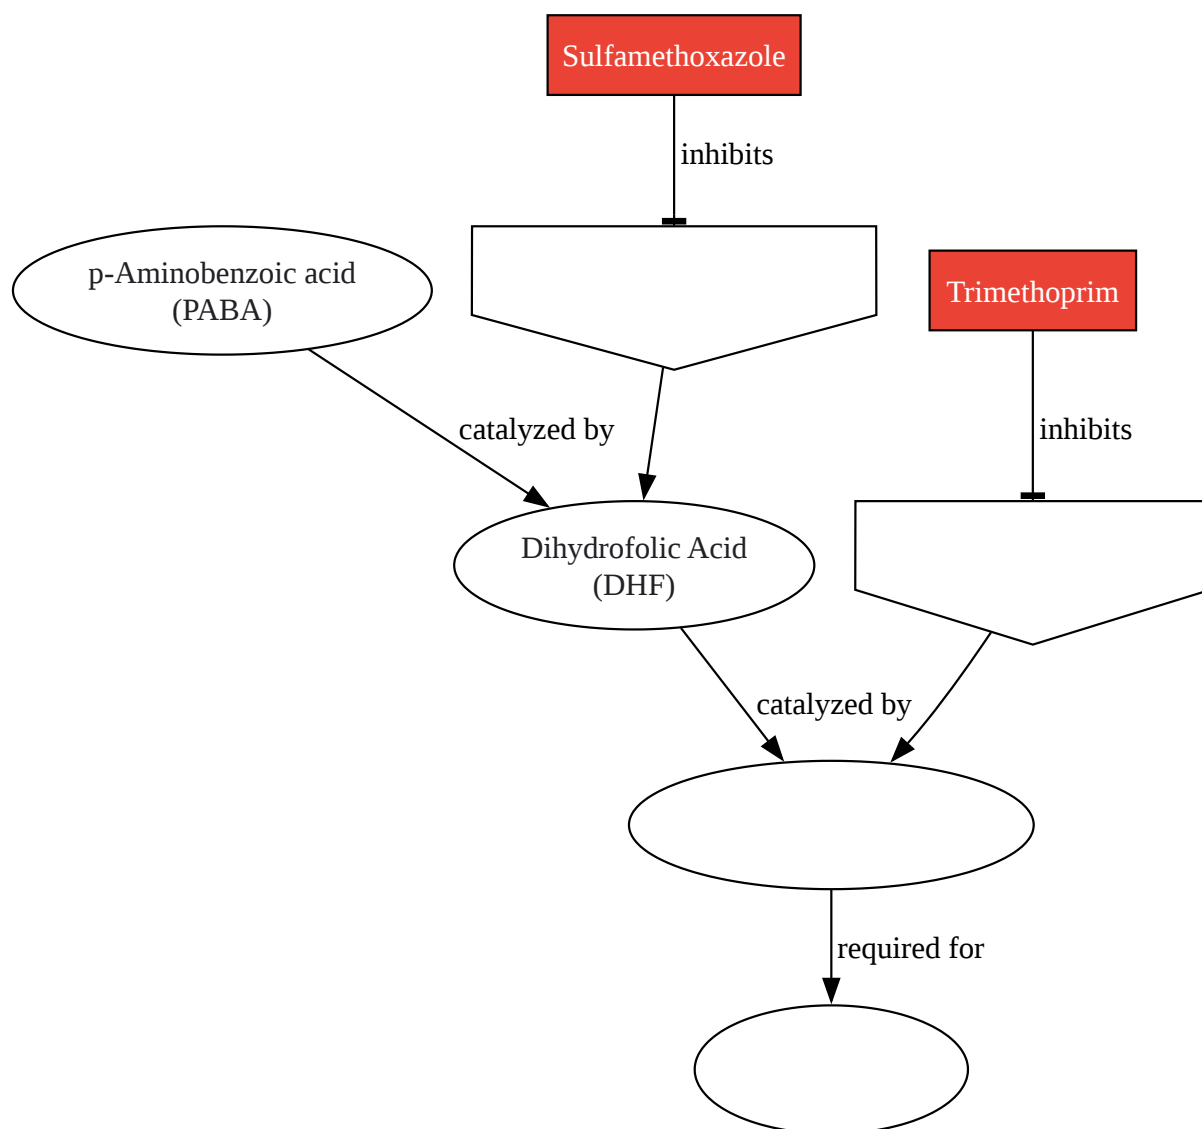 Sulfamethoxazole
inhibits
p-Aminobenzoic acid
(PABA)
Trimethoprim
catalyzed by
inhibits
Dihydrofolic Acid
(DHF)
catalyzed by
required for